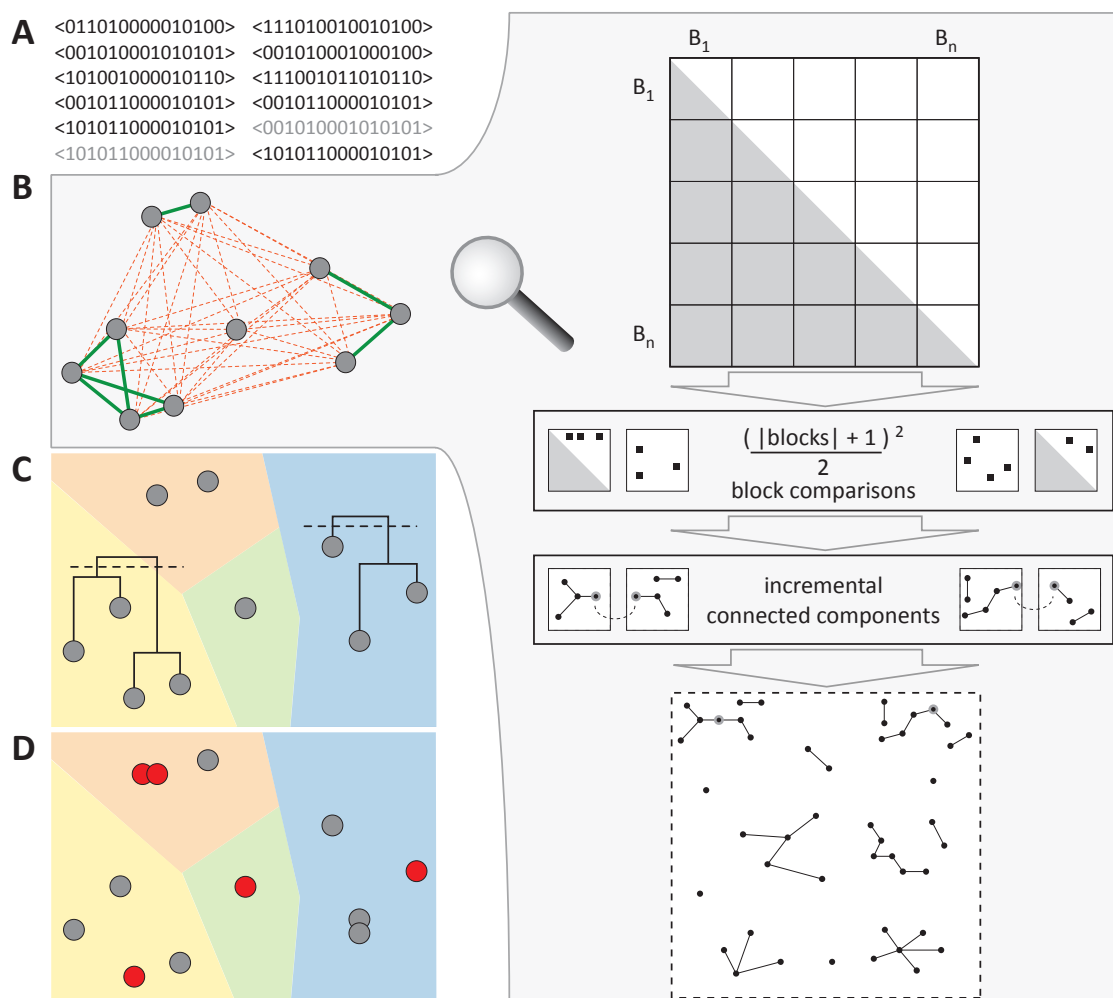 A
<011010000010100> <111010010010100>
<001010001010101> <001010001000100>
<101001000010110> <111001011010110>
<001011000010101> <001011000010101>
<101011000010101> <001010001010101>
<101011000010101> <101011000010101>
B
C
D
B1 Bn
B1
Bn
( |blocks| + 1 ) 2
2
block comparisons
incremental
connected components